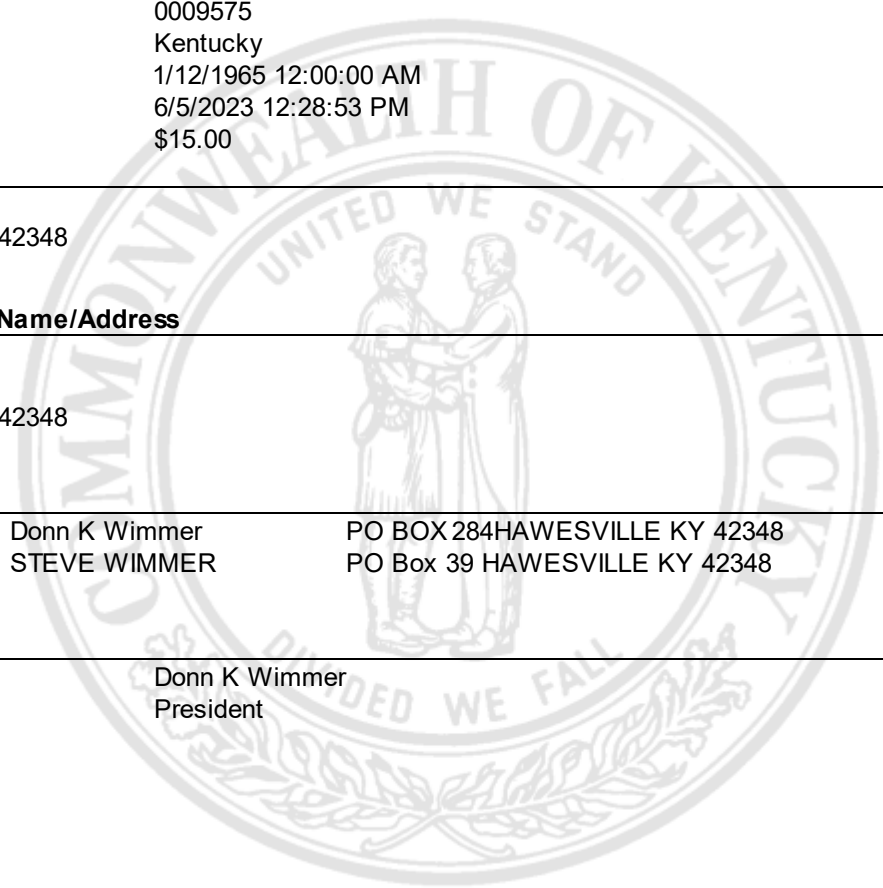 0009575
Kentucky
1/12/1965 12:00:00 AM
6/5/2023 12:28:53 PM
$15.00
42348
Name/Address
42348
Donn K Wimmer PO BOX 284HAWESVILLE KY 42348
STEVE WIMMER PO Box 39 HAWESVILLE KY 42348
Donn K Wimmer
President
COMMONWEALTH OF KENTUCKY
UNITED WE STAND
DIVIDED WE FALL